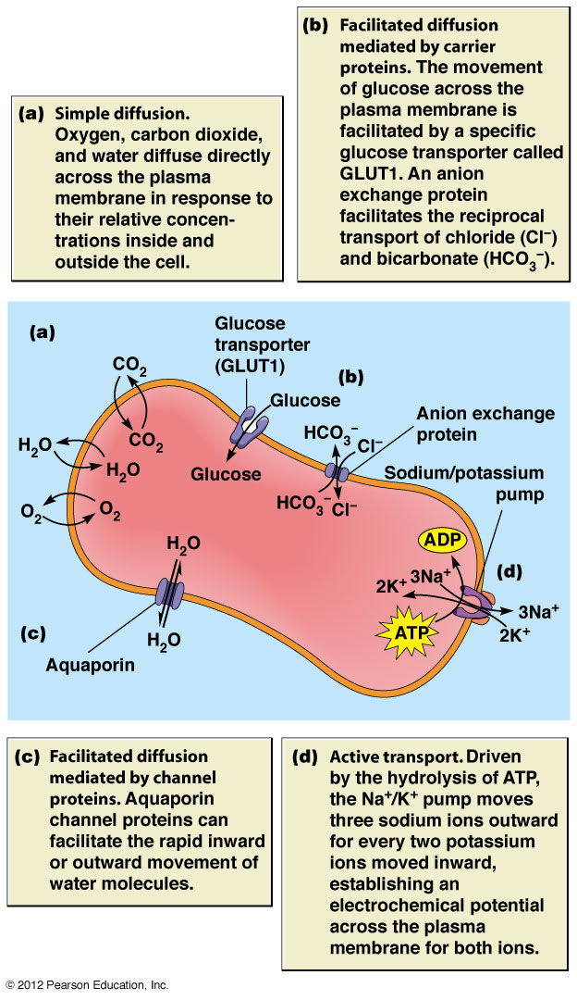 (a) Simple diffusion.
Oxygen, carbon dioxide,
and water diffuse directly
across the plasma
membrane in response to
their relative concen-
trations inside and
outside the cell.
(b) Facilitated diffusion
mediated by carrier
proteins. The movement
of glucose across the
plasma membrane is
facilitated by a specific
glucose transporter called
GLUT1. An anion
exchange protein
facilitates the reciprocal
transport of chloride (Cl⁻)
and bicarbonate (HCO₃⁻).
(a)
CO₂
CO₂
H₂O
H₂O
O₂
O₂
Glucose
transporter
(GLUT1)
Glucose
Glucose
(b)
HCO₃⁻
Cl⁻
HCO₃⁻
Cl⁻
Anion exchange
protein
Sodium/potassium
pump
ADP
(d)
2K⁺
3Na⁺
3Na⁺
2K⁺
ATP
H₂O
H₂O
(c)
Aquaporin
(c) Facilitated diffusion
mediated by channel
proteins. Aquaporin
channel proteins can
facilitate the rapid inward
or outward movement of
water molecules.
(d) Active transport. Driven
by the hydrolysis of ATP,
the Na⁺/K⁺ pump moves
three sodium ions outward
for every two potassium
ions moved inward,
establishing an
electrochemical potential
across the plasma
membrane for both ions.
© 2012 Pearson Education, Inc.